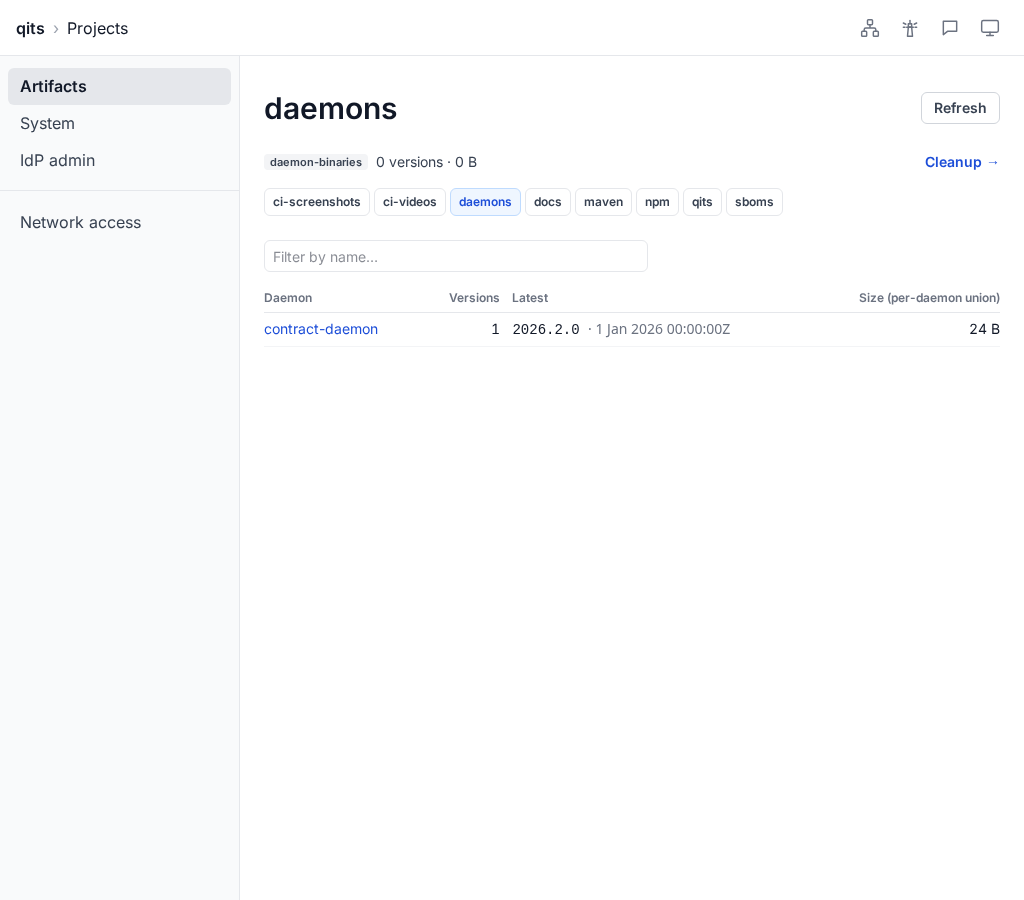 qits › Projects
Artifacts
System
IdP admin
Network access
daemons
Refresh
daemon-binaries 0 versions · 0 B
Cleanup →
ci-screenshots ci-videos daemons docs maven npm qits sboms
Filter by name...
Daemon Versions Latest Size (per-daemon union)
contract-daemon 1 2026.2.0 · 1 Jan 2026 00:00:00Z 24 B